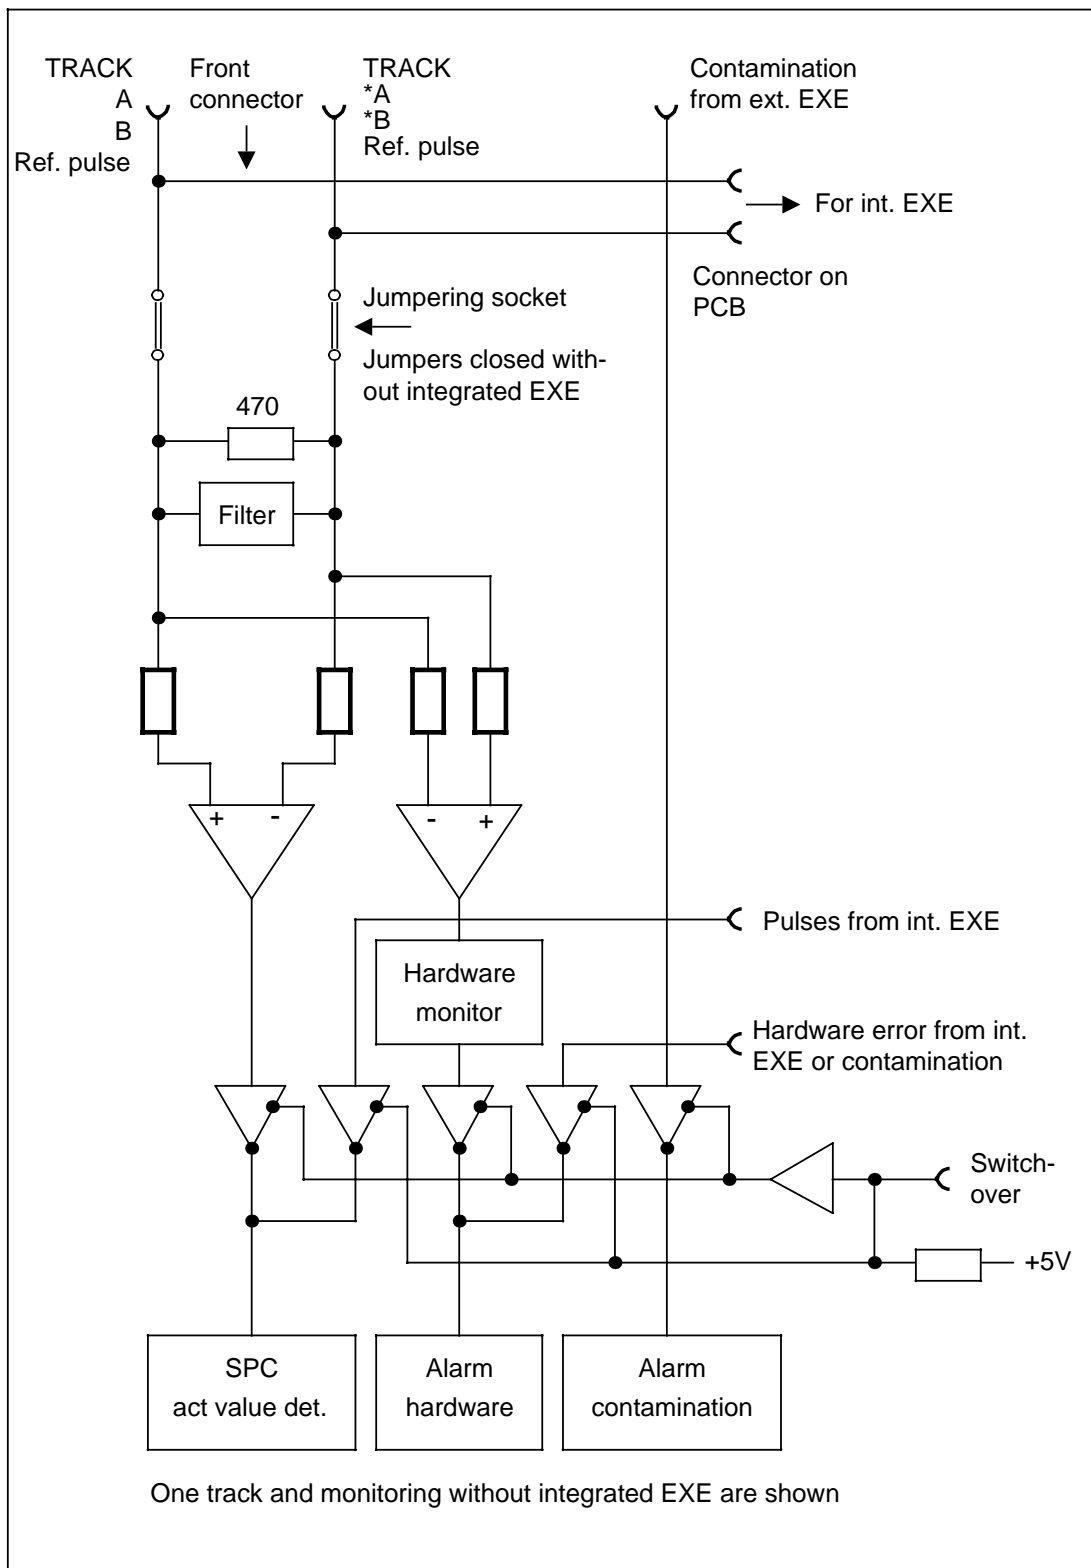 TRACK
A
B
Ref. pulse
Front
connector
TRACK
*A
*B
Ref. pulse
Contamination
from ext. EXE
For int. EXE
Connector on
PCB
Jumpering socket
Jumpers closed with-
out integrated EXE
470
Filter
+ -
- +
Pulses from int. EXE
Hardware
monitor
Hardware error from int.
EXE or contamination
Switch-
over
+5V
SPC
act value det.
Alarm
hardware
Alarm
contamination
One track and monitoring without integrated EXE are shown